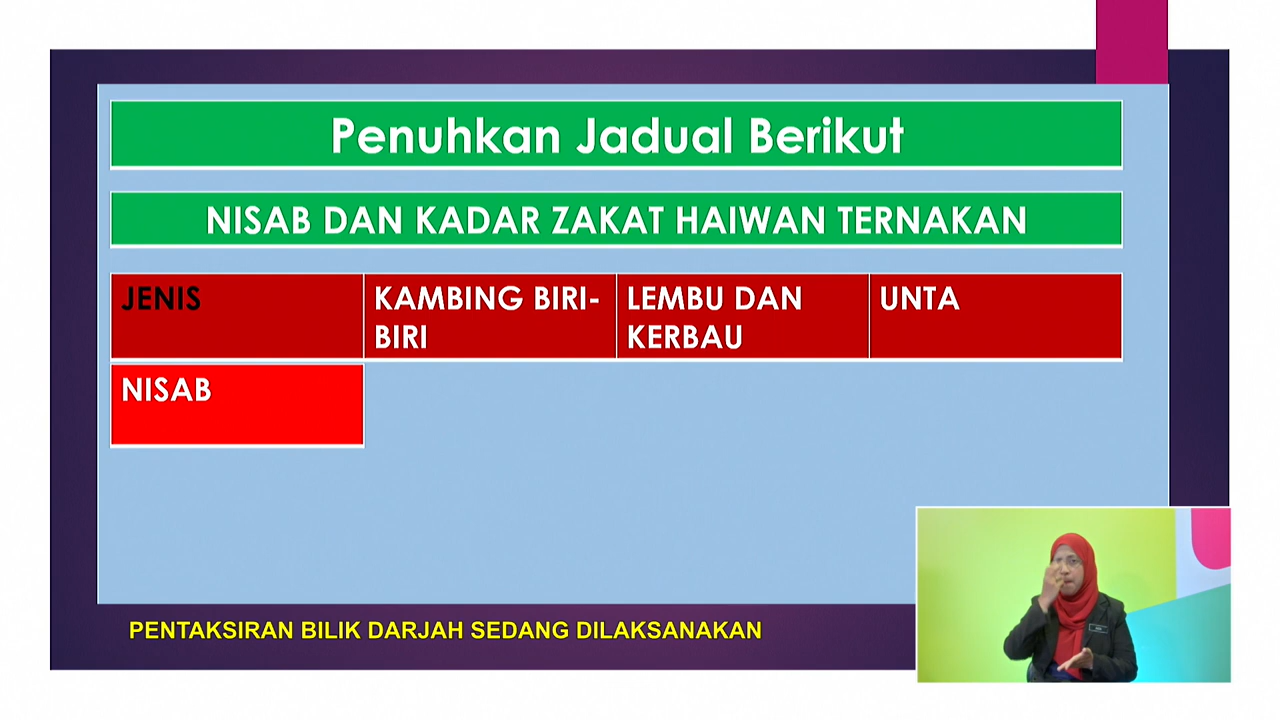 Penuhkan Jadual Berikut
NISAB DAN KADAR ZAKAT HAIWAN TERNAKAN
JENIS
KAMBING BIRI-
BIRI
LEMBU DAN
KERBAU
UNTA
NISAB
PENTAKSIRAN BILIK DARJAH SEDANG DILAKSANAKAN